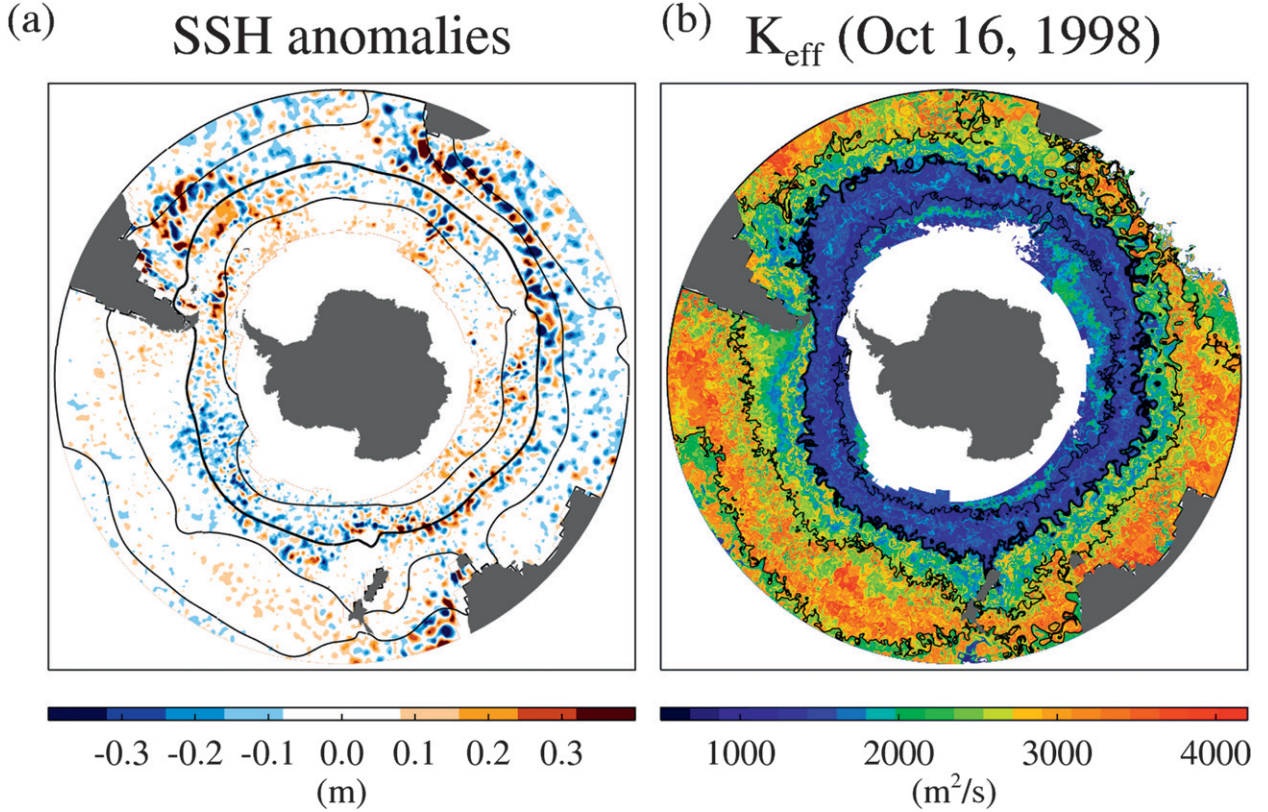 (a) SSH anomalies
(b) K_eff (Oct 16, 1998)
-0.3 -0.2 -0.1 0.0 0.1 0.2 0.3
(m)
1000 2000 3000 4000
(m²/s)